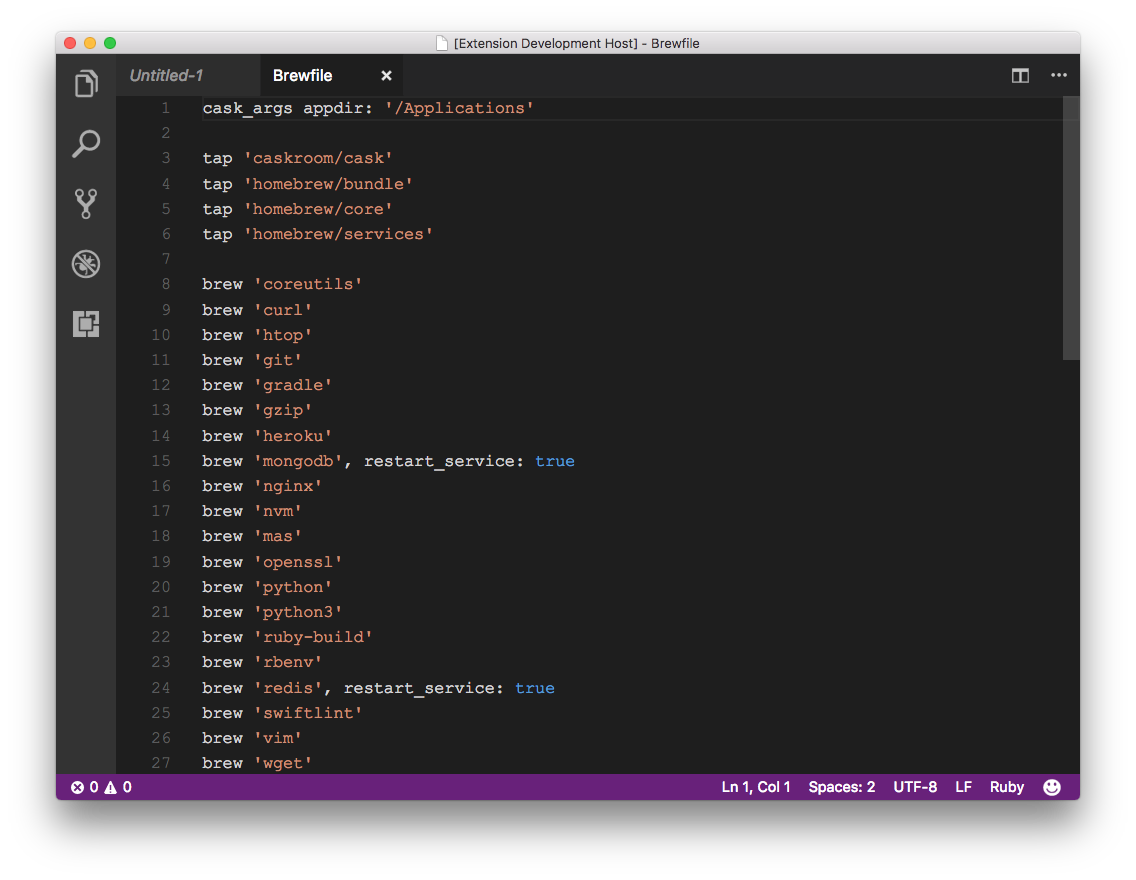 [Extension Development Host] - Brewfile
Untitled-1 Brewfile
1 cask_args appdir: '/Applications'
2
3 tap 'caskroom/cask'
4 tap 'homebrew/bundle'
5 tap 'homebrew/core'
6 tap 'homebrew/services'
7
8 brew 'coreutils'
9 brew 'curl'
10 brew 'htop'
11 brew 'git'
12 brew 'gradle'
13 brew 'gzip'
14 brew 'heroku'
15 brew 'mongodb', restart_service: true
16 brew 'nginx'
17 brew 'nvm'
18 brew 'mas'
19 brew 'openssl'
20 brew 'python'
21 brew 'python3'
22 brew 'ruby-build'
23 brew 'rbenv'
24 brew 'redis', restart_service: true
25 brew 'swiftlint'
26 brew 'vim'
27 brew 'wget'
0 0 Ln 1, Col 1 Spaces: 2 UTF-8 LF Ruby